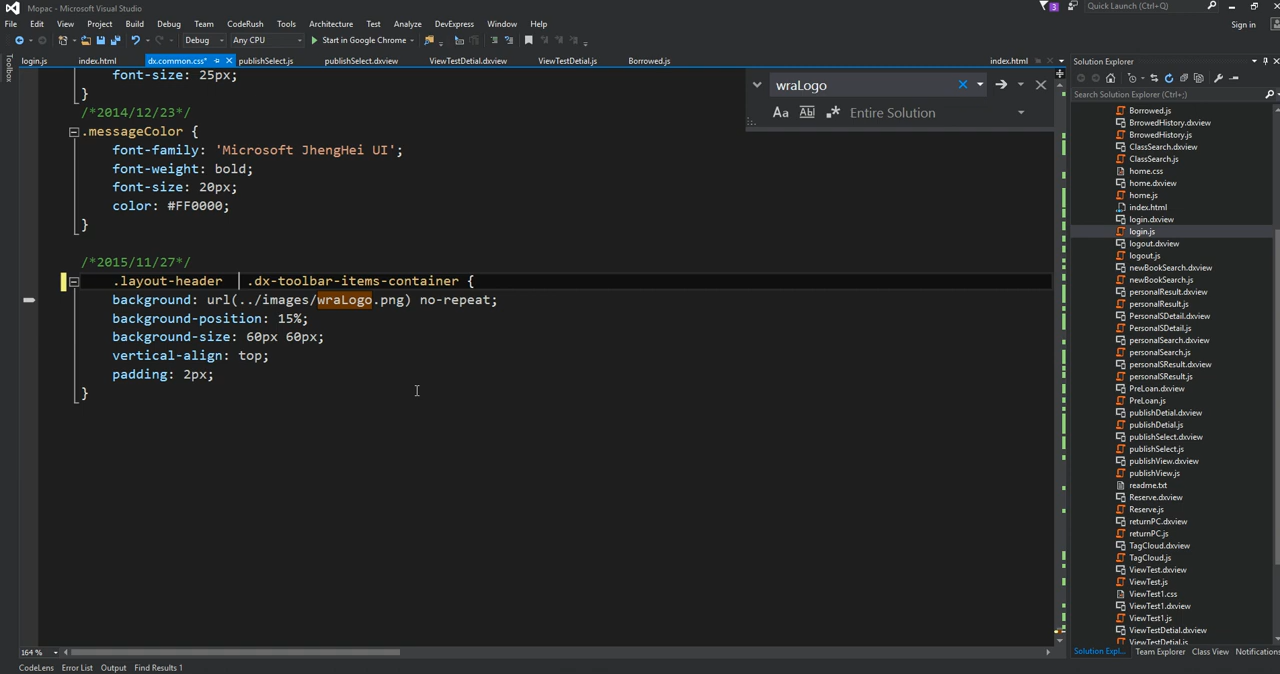 Mopac - Microsoft Visual Studio
3
Quick Launch (Ctrl+Q)
File Edit View Project Build Debug Team CodeRush Tools Architecture Test Analyze DevExpress Window Help
Sign in
Debug Any CPU Start in Google Chrome
Toolbox
login.js index.html dx.common.css* publishSelect.js publishSelect.dxview ViewTestDetial.dxview ViewTestDetial.js Borrowed.js index.html
font-size: 25px;
}
/*2014/12/23*/
.messageColor {
font-family: 'Microsoft JhengHei UI';
font-weight: bold;
font-size: 20px;
color: #FF0000;
}
/*2015/11/27*/
.layout-header .dx-toolbar-items-container {
background: url(../images/wraLogo.png) no-repeat;
background-position: 15%;
background-size: 60px 60px;
vertical-align: top;
padding: 2px;
}
wraLogo
Aa Ab Entire Solution
Solution Explorer
Search Solution Explorer (Ctrl+;)
Borrowed.js
BrrowedHistory.dxview
BrrowedHistory.js
ClassSearch.dxview
ClassSearch.js
home.css
home.dxview
home.js
index.html
login.dxview
login.js
logout.dxview
logout.js
newBookSearch.dxview
newBookSearch.js
personalResult.dxview
personalResult.js
PersonalSDetail.dxview
PersonalSDetail.js
personalSearch.dxview
personalSearch.js
personalSResult.dxview
personalSResult.js
PreLoan.dxview
PreLoan.js
publishDetial.dxview
publishDetial.js
publishSelect.dxview
publishSelect.js
publishView.dxview
publishView.js
readme.txt
Reserve.dxview
Reserve.js
returnPC.dxview
returnPC.js
TagCloud.dxview
TagCloud.js
ViewTest.dxview
ViewTest.js
ViewTest1.css
ViewTest1.dxview
ViewTest1.js
ViewTestDetial.dxview
ViewTestDetial.js
164 %
Solution Expl... Team Explorer Class View Notifications
CodeLens Error List Output Find Results 1